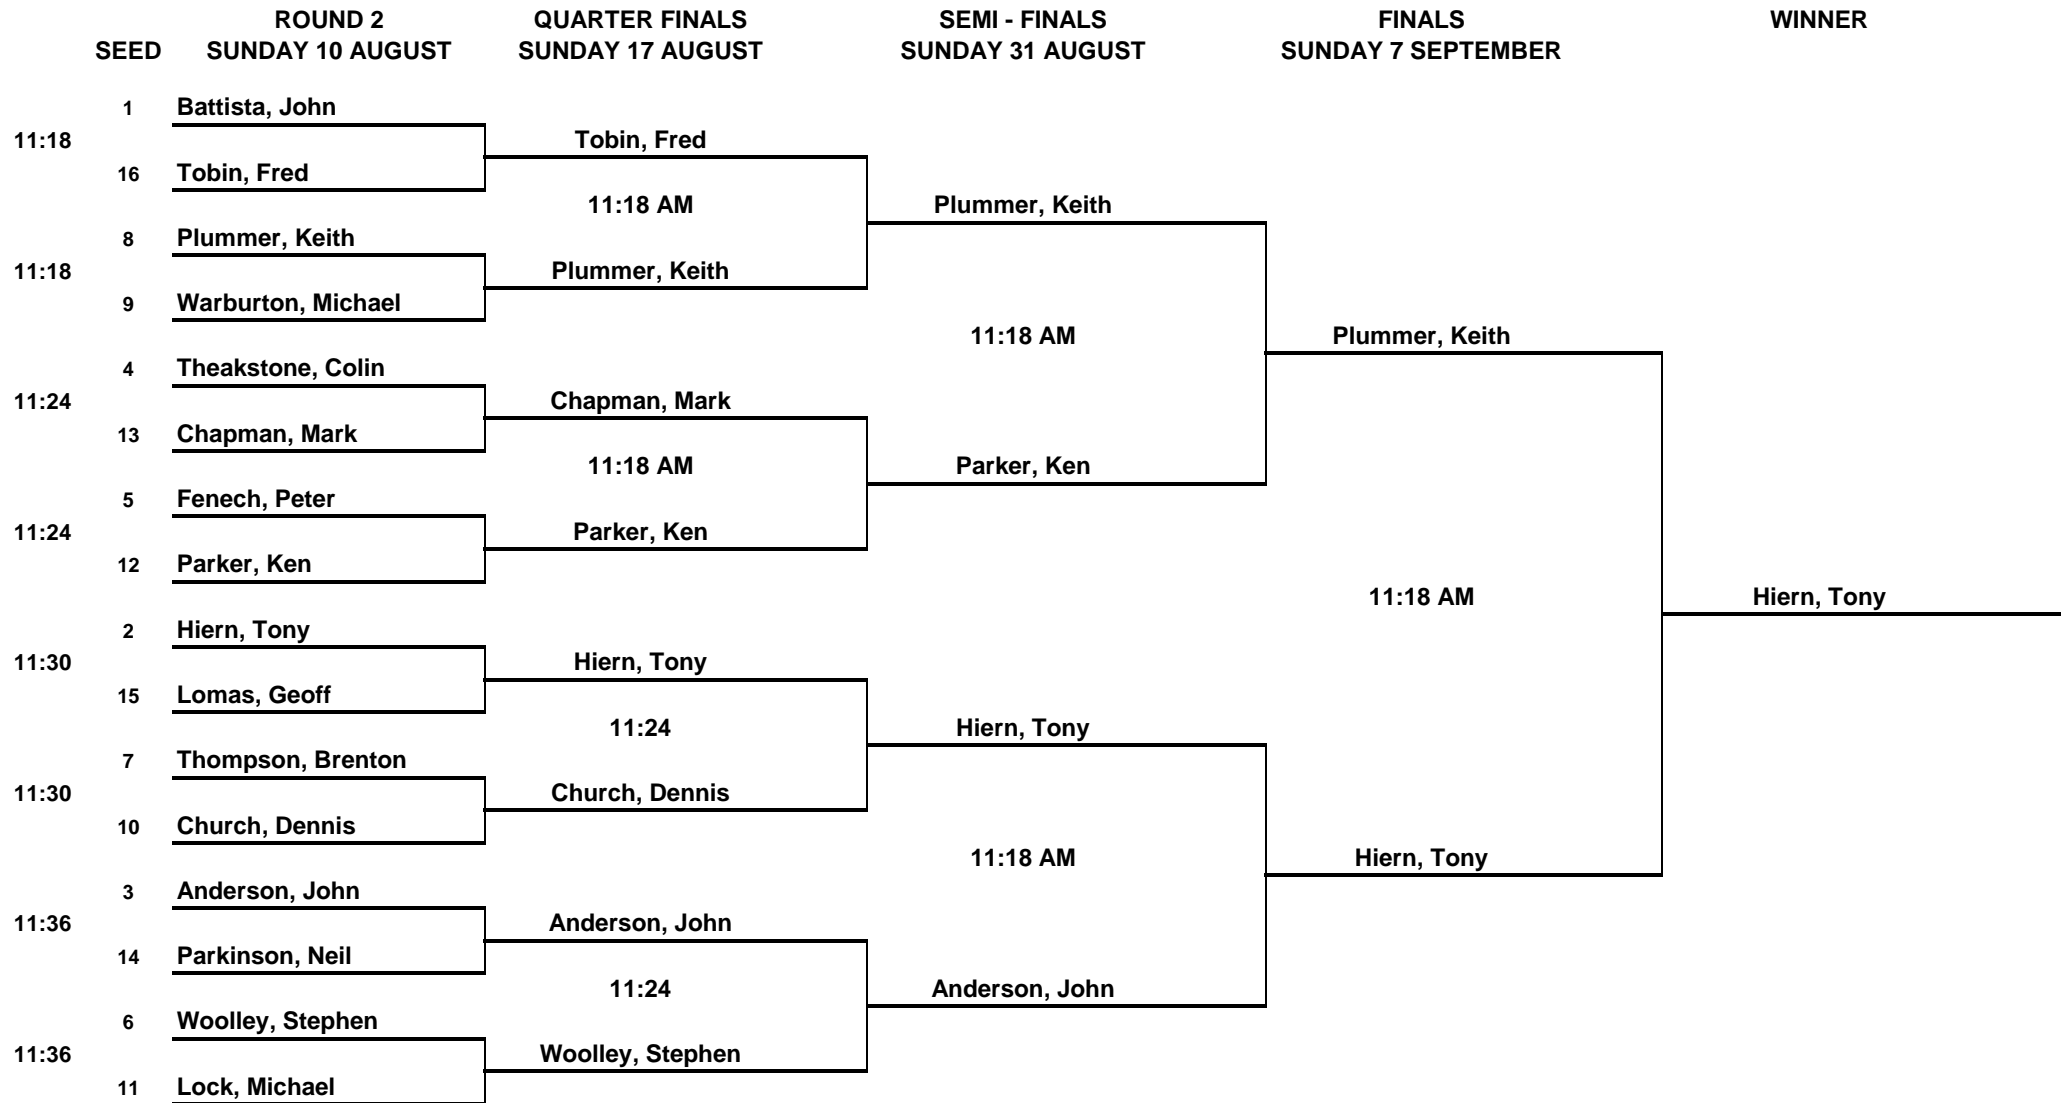 ROUND 2 QUARTER FINALS SEMI - FINALS FINALS WINNER
SEED SUNDAY 10 AUGUST SUNDAY 17 AUGUST SUNDAY 31 AUGUST SUNDAY 7 SEPTEMBER
1 Battista, John
11:18 Tobin, Fred
16 Tobin, Fred
11:18 AM Plummer, Keith
8 Plummer, Keith
11:18 Plummer, Keith
9 Warburton, Michael
11:18 AM Plummer, Keith
4 Theakstone, Colin
11:24 Chapman, Mark
13 Chapman, Mark
11:18 AM Parker, Ken
5 Fenech, Peter
11:24 Parker, Ken
12 Parker, Ken
11:18 AM Hiern, Tony
2 Hiern, Tony
11:30 Hiern, Tony
15 Lomas, Geoff
11:24 Hiern, Tony
7 Thompson, Brenton
11:30 Church, Dennis
10 Church, Dennis
11:18 AM Hiern, Tony
3 Anderson, John
11:36 Anderson, John
14 Parkinson, Neil
11:24 Anderson, John
6 Woolley, Stephen
11:36 Woolley, Stephen
11 Lock, Michael